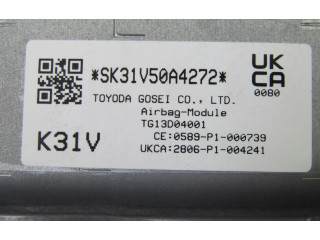 *SK31V50A4272*
UK
CA
0080
TOYODA GOSEI CO., LTD.
Airbag-Module
TG13D04001
K31V
CE:0589-P1-000739
UKCA:2806-P1-004241